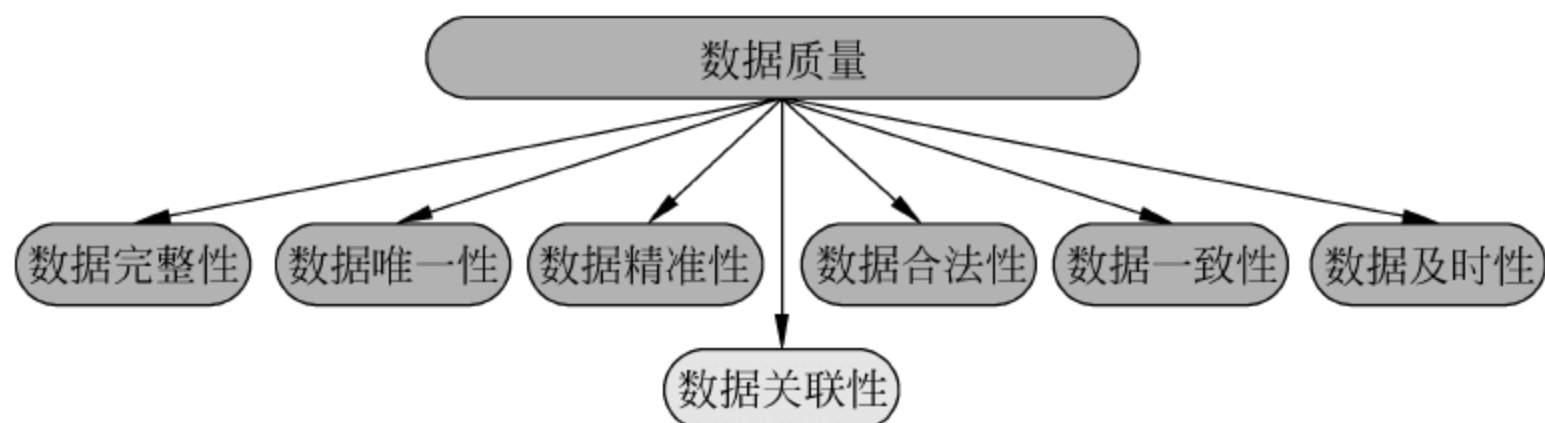 数据质量
数据完整性
数据唯一性
数据精准性
数据合法性
数据一致性
数据及时性
数据关联性